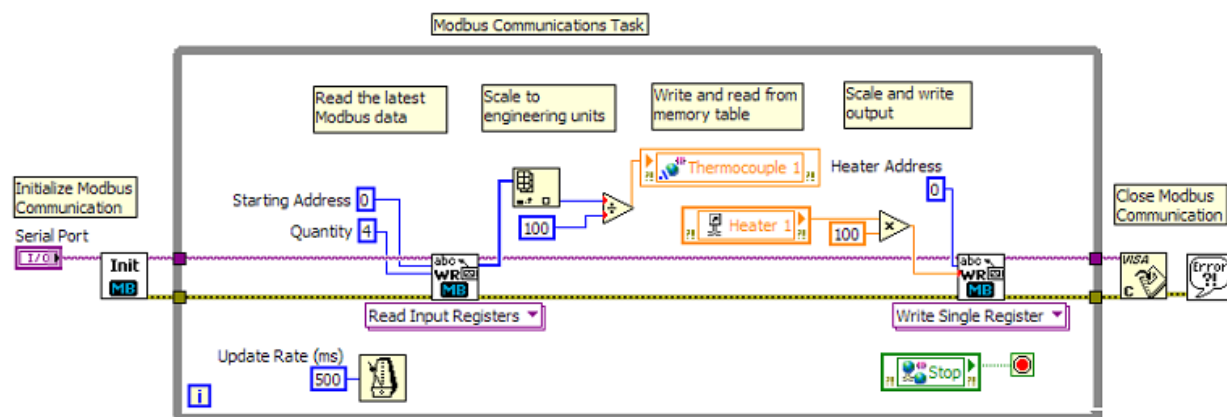 Modbus Communications Task
Read the latest
Modbus data
Scale to
engineering units
Write and read from
memory table
Scale and write
output
Initialize Modbus
Communication
Serial Port
I/O
Init
MB
Starting Address 0
Quantity 4
100
÷
Thermocouple 1
?!
?!
Heater 1
?!
?!
100
×
Heater Address
0
abc
WR
MB
Read Input Registers
abc
WR
MB
Write Single Register
Close Modbus
Communication
VISA
C
Error
?!
Update Rate (ms)
500
i
Stop
?!
?!